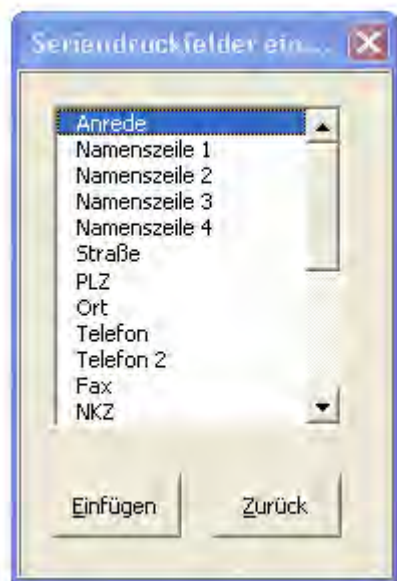 Seriendruckfelder ein...
Anrede
Namenszeile 1
Namenszeile 2
Namenszeile 3
Namenszeile 4
Straße
PLZ
Ort
Telefon
Telefon 2
Fax
NKZ
Einfügen
Zurück